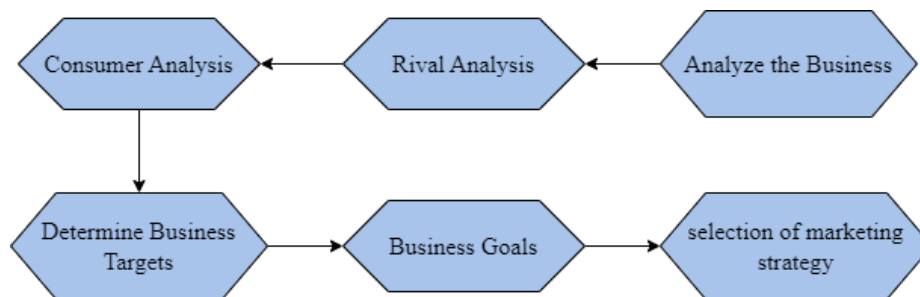 Consumer Analysis
Rival Analysis
Analyze the Business
Determine Business
Targets
Business Goals
selection of marketing
strategy